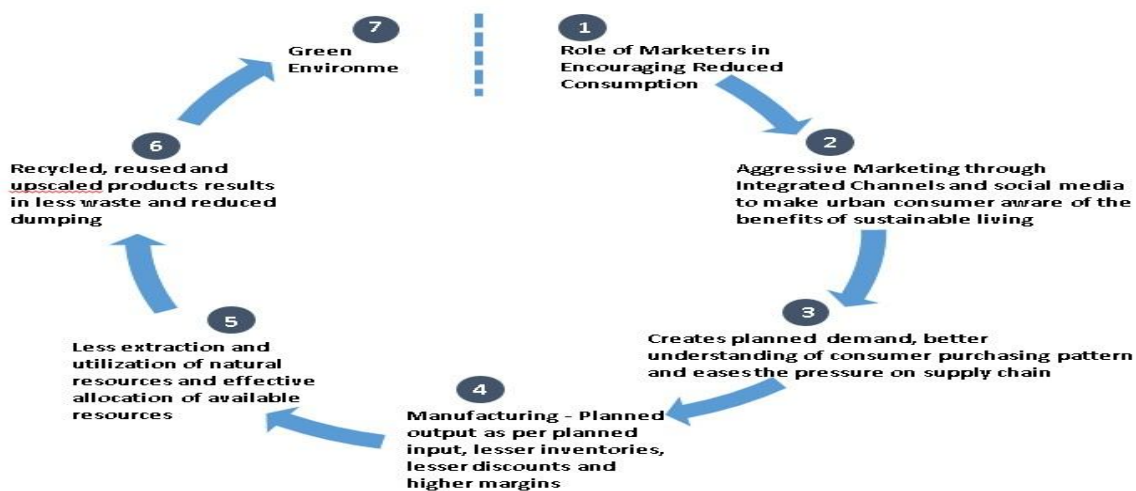 1
Role of Marketers in
Encouraging Reduced
Consumption
2
Aggressive Marketing through
Integrated Channels and social media
to make urban consumer aware of the
benefits of sustainable living
3
Creates planned demand, better
understanding of consumer purchasing pattern
and eases the pressure on supply chain
4
Manufacturing - Planned
output as per planned
input, lesser inventories,
lesser discounts and
higher margins
5
Less extraction and
utilization of natural
resources and effective
allocation of available
resources
6
Recycled, reused and
upscaled products results
in less waste and reduced
dumping
7
Green
Environme